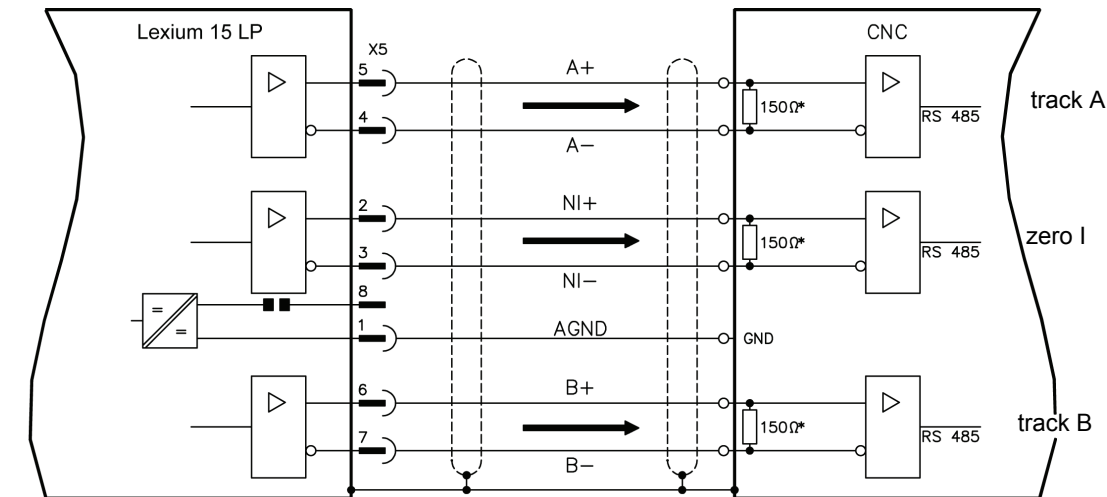 Lexium 15 LP
CNC
X5
5
A+
150Ω*
RS 485
track A
4
A−
2
NI+
150Ω*
RS 485
zero I
3
NI−
8
=
=
1
AGND
GND
6
B+
150Ω*
RS 485
track B
7
B−